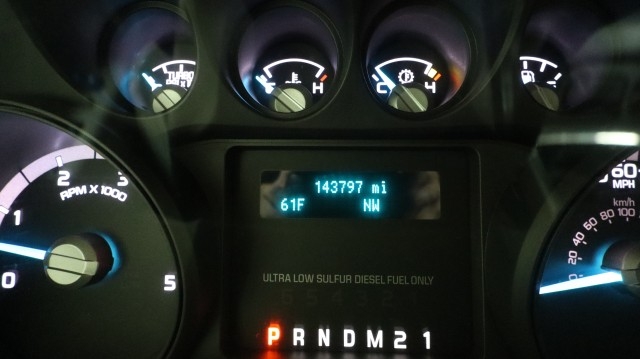 TURBO
H
C
4
143797 mi
61F NW
ULTRA LOW SULFUR DIESEL FUEL ONLY
P R N D M 2 1
0
1
2
3
5
RPM X 1000
60
MPH
km/h
20
40
60
80
100